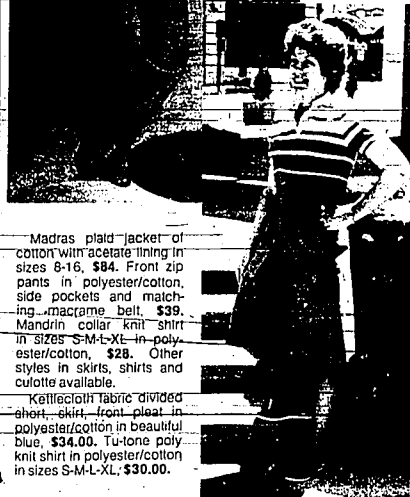 Madras plaid jacket of
cotton with acetate lining in
sizes 8-16, $84. Front zip
pants in polyester/cotton,
side pockets and match-
ing macrame belt, $39.
Mandrin collar knit shirt
in sizes S-M-L-XL in poly-
ester/cotton, $28. Other
styles in skirts, shirts and
culotte available.
Kettlecloth fabric divided
short, skirt, front pleat in
polyester/cotton in beautiful
blue, $34.00. Tu-tone poly
knit shirt in polyester/cotton
in sizes S-M-L-XL, $30.00.